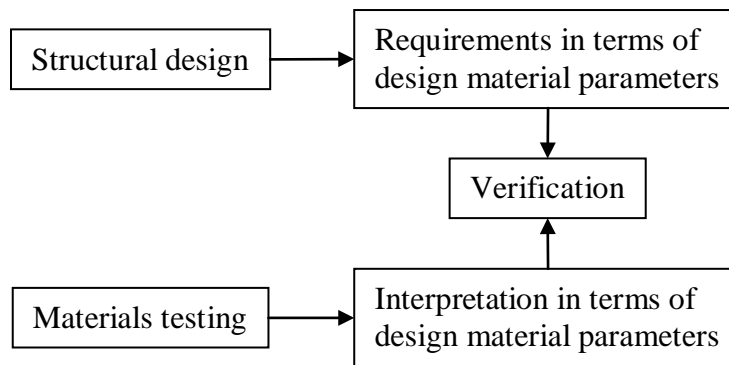 Structural design
Requirements in terms of
design material parameters
Verification
Materials testing
Interpretation in terms of
design material parameters